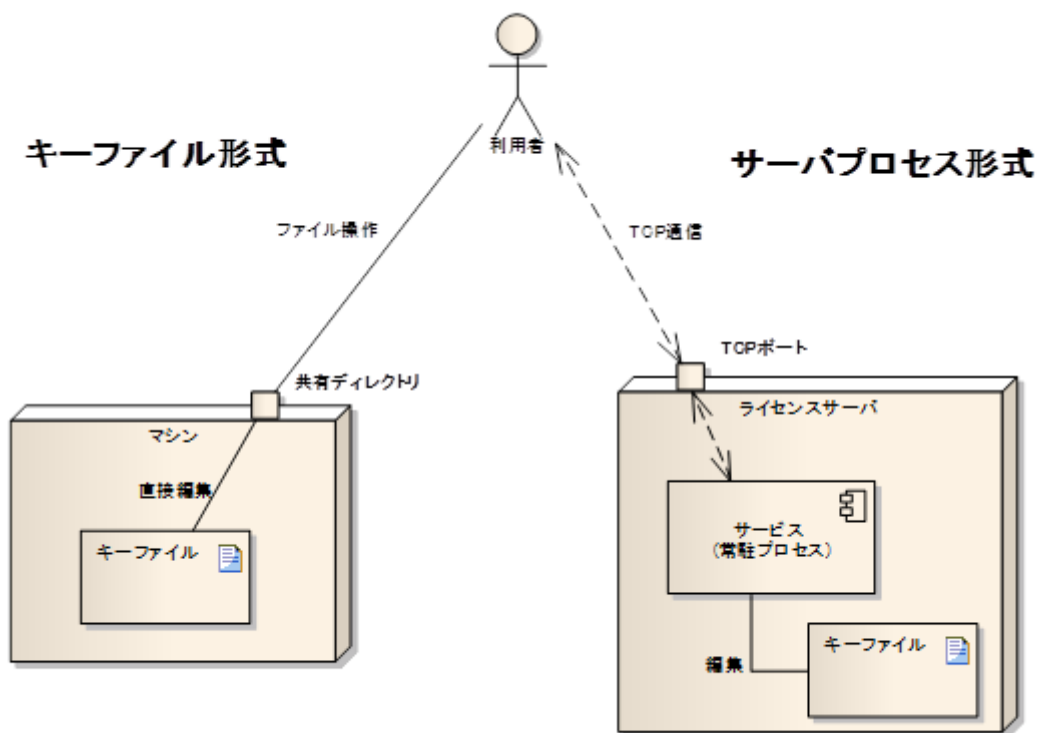 利用者
キーファイル形式
サーバプロセス形式
ファイル操作
TCP通信
TCPポート
共有ディレクトリ
ライセンスサーバ
マシン
直接編集
サービス
(常駐プロセス)
キーファイル
キーファイル
編集